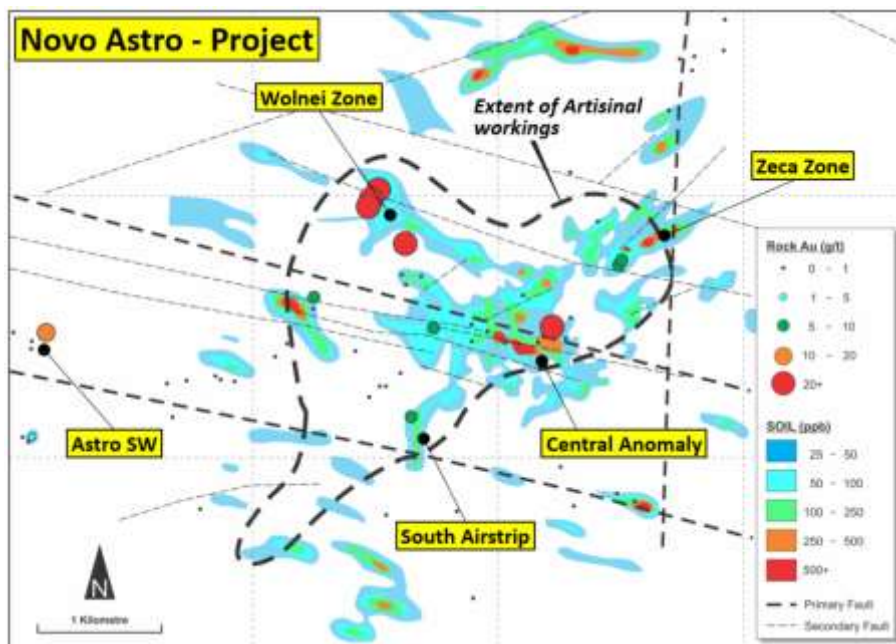 Novo Astro - Project
Wolnei Zone
Extent of Artisinal
workings
Zeca Zone
Rock Au (g/t)
0 - 1
1 - 5
5 - 10
10 - 20
20+
Astro SW
Central Anomaly
SOIL (ppb)
25 - 50
50 - 100
100 - 250
250 - 500
500+
South Airstrip
N
1 Kilometre
Primary Fault
Secondary Fault